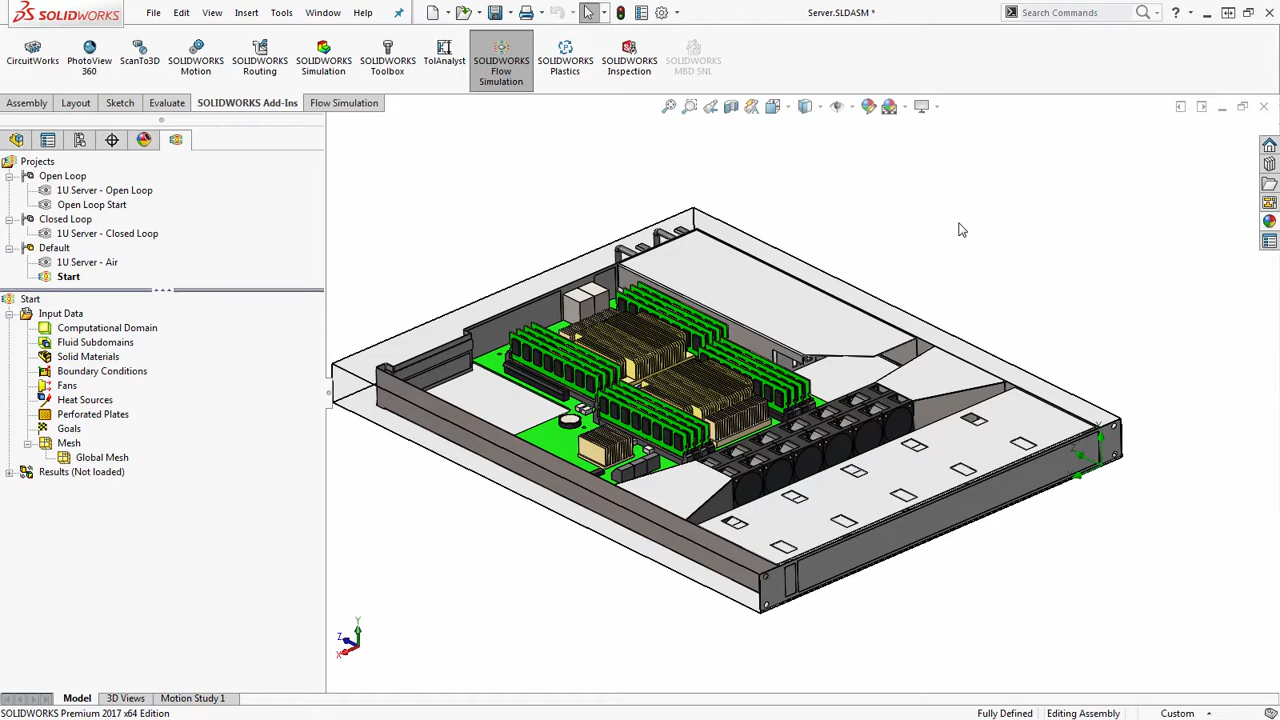 SOLIDWORKS File Edit View Insert Tools Window Help Server.SLDASM * Search Commands
CircuitWorks PhotoView 360 ScanTo3D SOLIDWORKS Motion SOLIDWORKS Routing SOLIDWORKS Simulation SOLIDWORKS Toolbox TolAnalyst SOLIDWORKS Flow Simulation SOLIDWORKS Plastics SOLIDWORKS Inspection SOLIDWORKS MBD SNL
Assembly Layout Sketch Evaluate SOLIDWORKS Add-Ins Flow Simulation
Projects
Open Loop
1U Server - Open Loop
Open Loop Start
Closed Loop
1U Server - Closed Loop
Default
1U Server - Air
Start
Start
Input Data
Computational Domain
Fluid Subdomains
Solid Materials
Boundary Conditions
Fans
Heat Sources
Perforated Plates
Goals
Mesh
Global Mesh
Results (Not loaded)
Y
Z
X
Model 3D Views Motion Study 1
SOLIDWORKS Premium 2017 x64 Edition Fully Defined Editing Assembly Custom